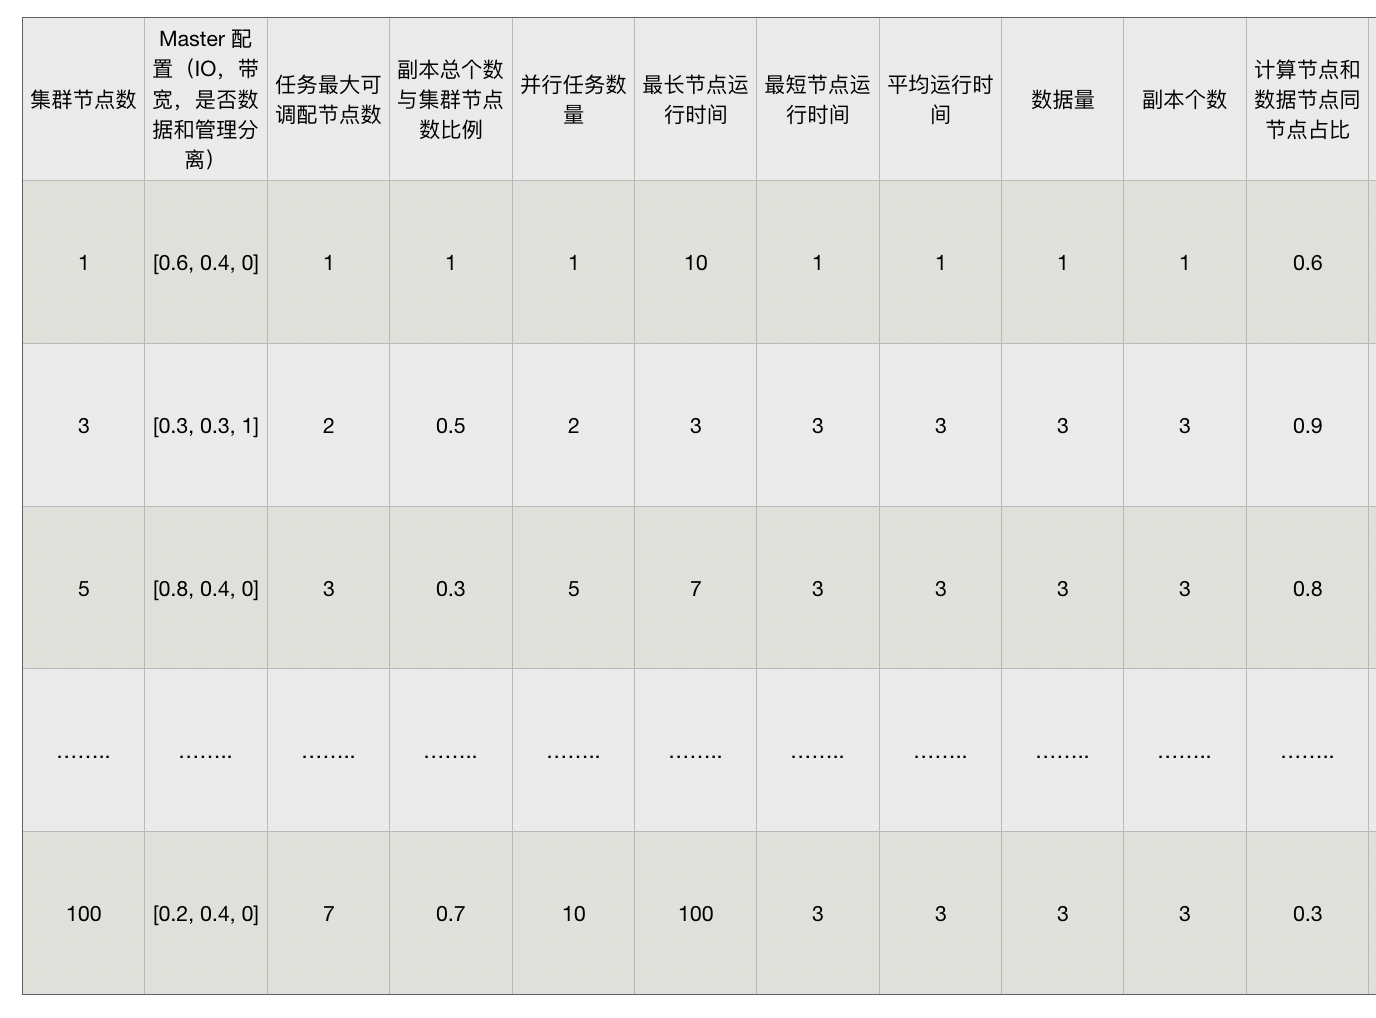 集群节点数
Master 配
置（IO，带
宽，是否数
据和管理分
离）
任务最大可
调配节点数
副本总个数
与集群节点
数比例
并行任务数
量
最长节点运
行时间
最短节点运
行时间
平均运行时
间
数据量
副本个数
计算节点和
数据节点同
节点占比
1 [0.6, 0.4, 0] 1 1 1 10 1 1 1 1 0.6
3 [0.3, 0.3, 1] 2 0.5 2 3 3 3 3 3 0.9
5 [0.8, 0.4, 0] 3 0.3 5 7 3 3 3 3 0.8
…….. …….. …….. …….. …….. …….. …….. …….. …….. …….. ……..
100 [0.2, 0.4, 0] 7 0.7 10 100 3 3 3 3 0.3